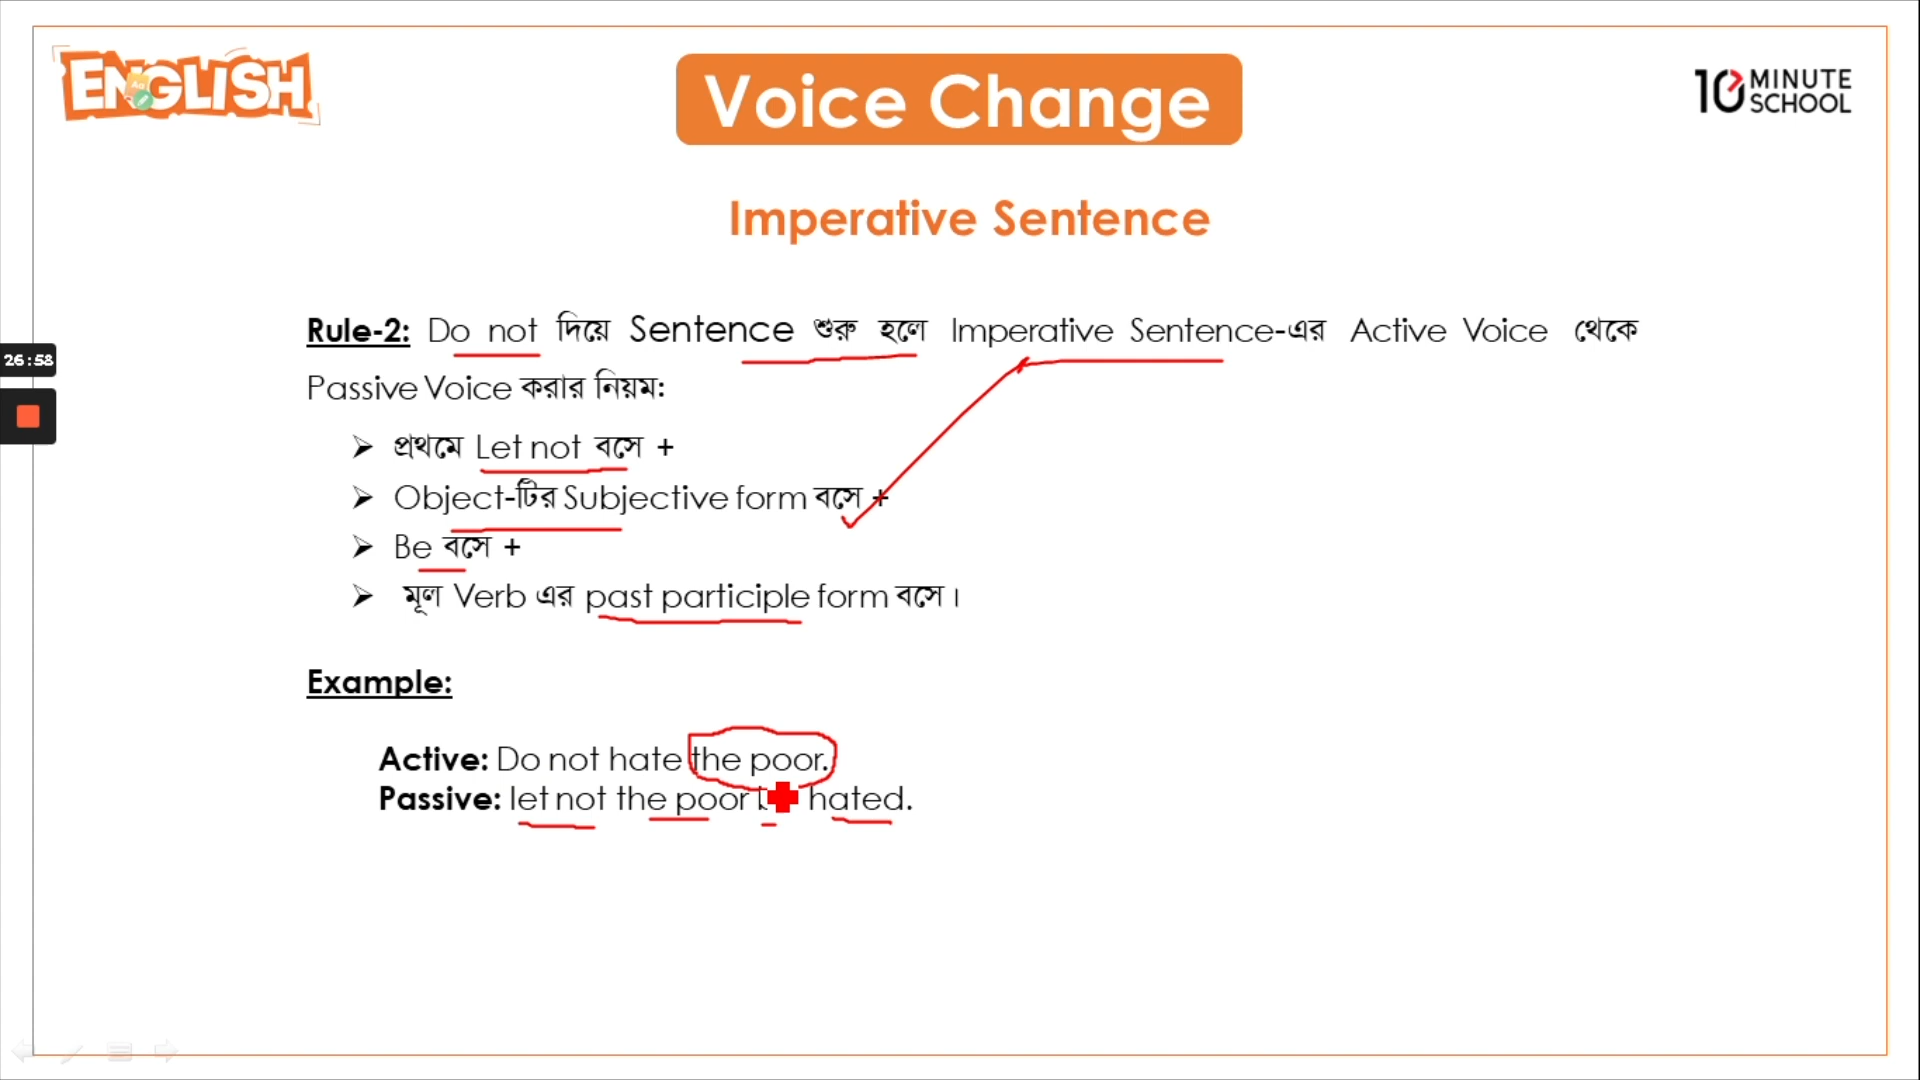 ENGLISH
Voice Change
10 MINUTE
SCHOOL
Imperative Sentence
Rule-2: Do not দিয়ে Sentence শুরু হলে Imperative Sentence-এর Active Voice থেকে
26:58
Passive Voice করার নিয়ম:
➢ প্রথমে Let not বসে +
➢ Object-টির Subjective form বসে +
➢ Be বসে +
➢ মূল Verb এর past participle form বসে।
Example:
Active: Do not hate the poor.
Passive: let not the poor hated.